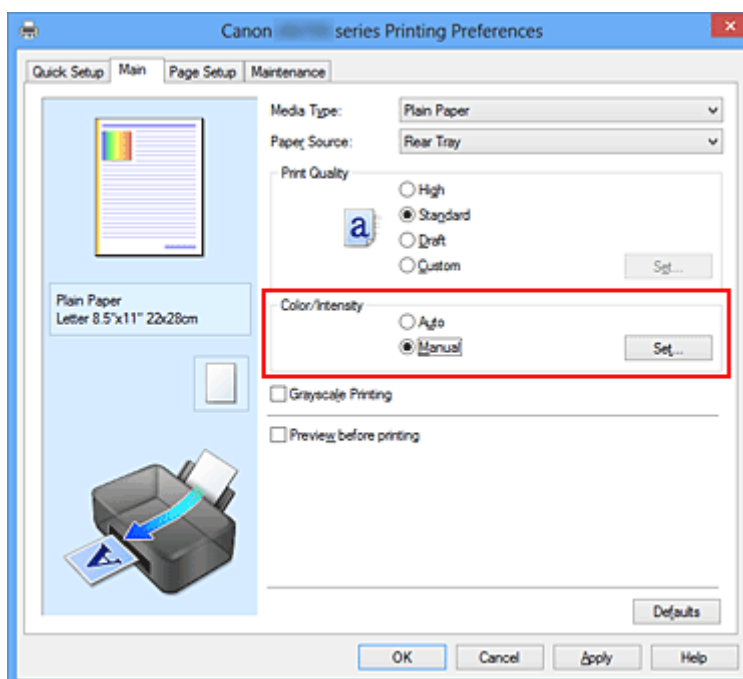 Canon series Printing Preferences
Quick Setup Main Page Setup Maintenance
Media Type: Plain Paper
Paper Source: Rear Tray
Print Quality
High
a Standard
Draft
Custom Set...
Plain Paper
Letter 8.5"x11" 22x28cm
Color/Intensity
Auto
Manual Set...
Grayscale Printing
Preview before printing
A
Defaults
OK Cancel Apply Help